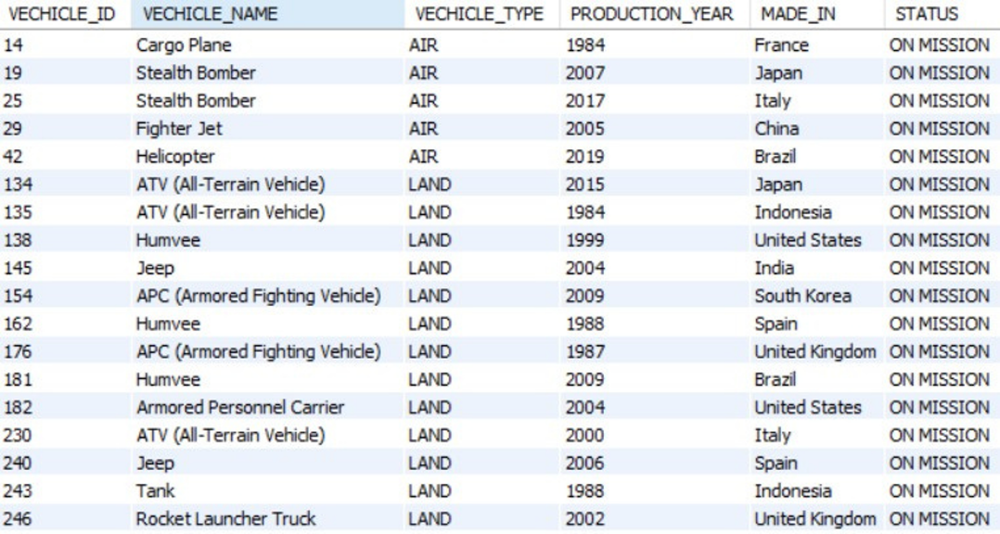 VECHICLE_ID VECHICLE_NAME VECHICLE_TYPE PRODUCTION_YEAR MADE_IN STATUS
14 Cargo Plane AIR 1984 France ON MISSION
19 Stealth Bomber AIR 2007 Japan ON MISSION
25 Stealth Bomber AIR 2017 Italy ON MISSION
29 Fighter Jet AIR 2005 China ON MISSION
42 Helicopter AIR 2019 Brazil ON MISSION
134 ATV (All-Terrain Vehicle) LAND 2015 Japan ON MISSION
135 ATV (All-Terrain Vehicle) LAND 1984 Indonesia ON MISSION
138 Humvee LAND 1999 United States ON MISSION
145 Jeep LAND 2004 India ON MISSION
154 APC (Armored Fighting Vehicle) LAND 2009 South Korea ON MISSION
162 Humvee LAND 1988 Spain ON MISSION
176 APC (Armored Fighting Vehicle) LAND 1987 United Kingdom ON MISSION
181 Humvee LAND 2009 Brazil ON MISSION
182 Armored Personnel Carrier LAND 2004 United States ON MISSION
230 ATV (All-Terrain Vehicle) LAND 2000 Italy ON MISSION
240 Jeep LAND 2006 Spain ON MISSION
243 Tank LAND 1988 Indonesia ON MISSION
246 Rocket Launcher Truck LAND 2002 United Kingdom ON MISSION